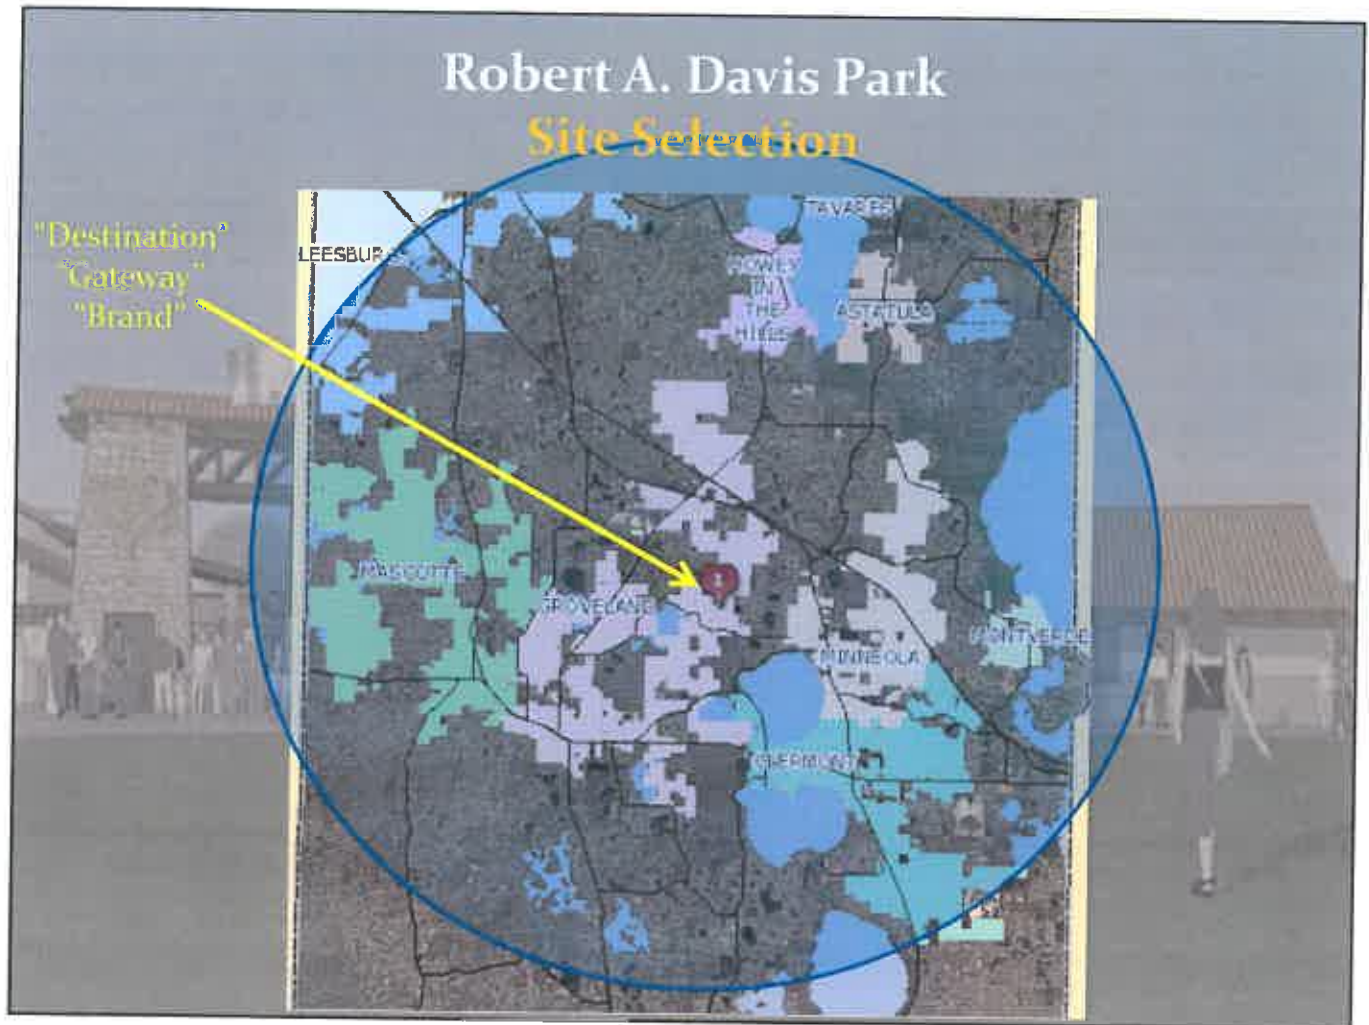 Robert A. Davis Park
Site Selection
"Destination"
"Gateway"
"Brand"
LEESBUR
TAVARES
HOWEY
IN
THE
HILLS
ASTATULA
MASCOTTE
GROVELAND
MONTVERDE
MINNEOLA
CLERMONT